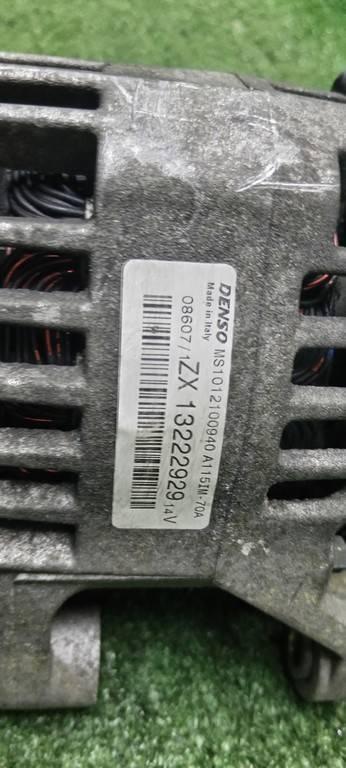 DENSO MS1012100940 A115IM-70A
Made in Italy
08607/1ZX 13222929 14V